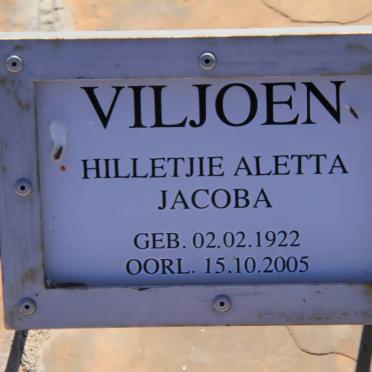 VILJOEN
HILLETJIE ALETTA
JACOBA
GEB. 02.02.1922
OORL. 15.10.2005